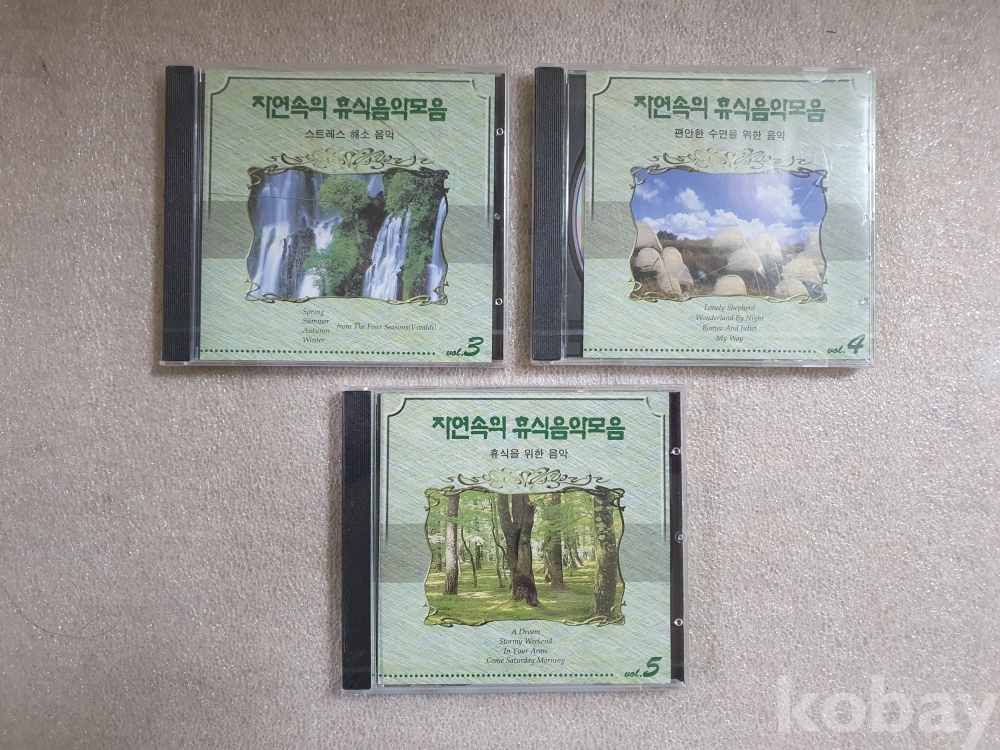 자연속의 휴식음악모음
스트레스 해소 음악
Spring
Summer
Autumn
Winter
from The Four Seasons(Vivaldi)
vol.3
자연속의 휴식음악모음
편안한 수면을 위한 음악
Lonely Shepherd
Wonderland By Night
Romeo And Juliet
My Way
vol.4
자연속의 휴식음악모음
휴식을 위한 음악
A Dream
Stormy Weekend
In Your Arms
Come Saturday Morning
vol.5
kobay